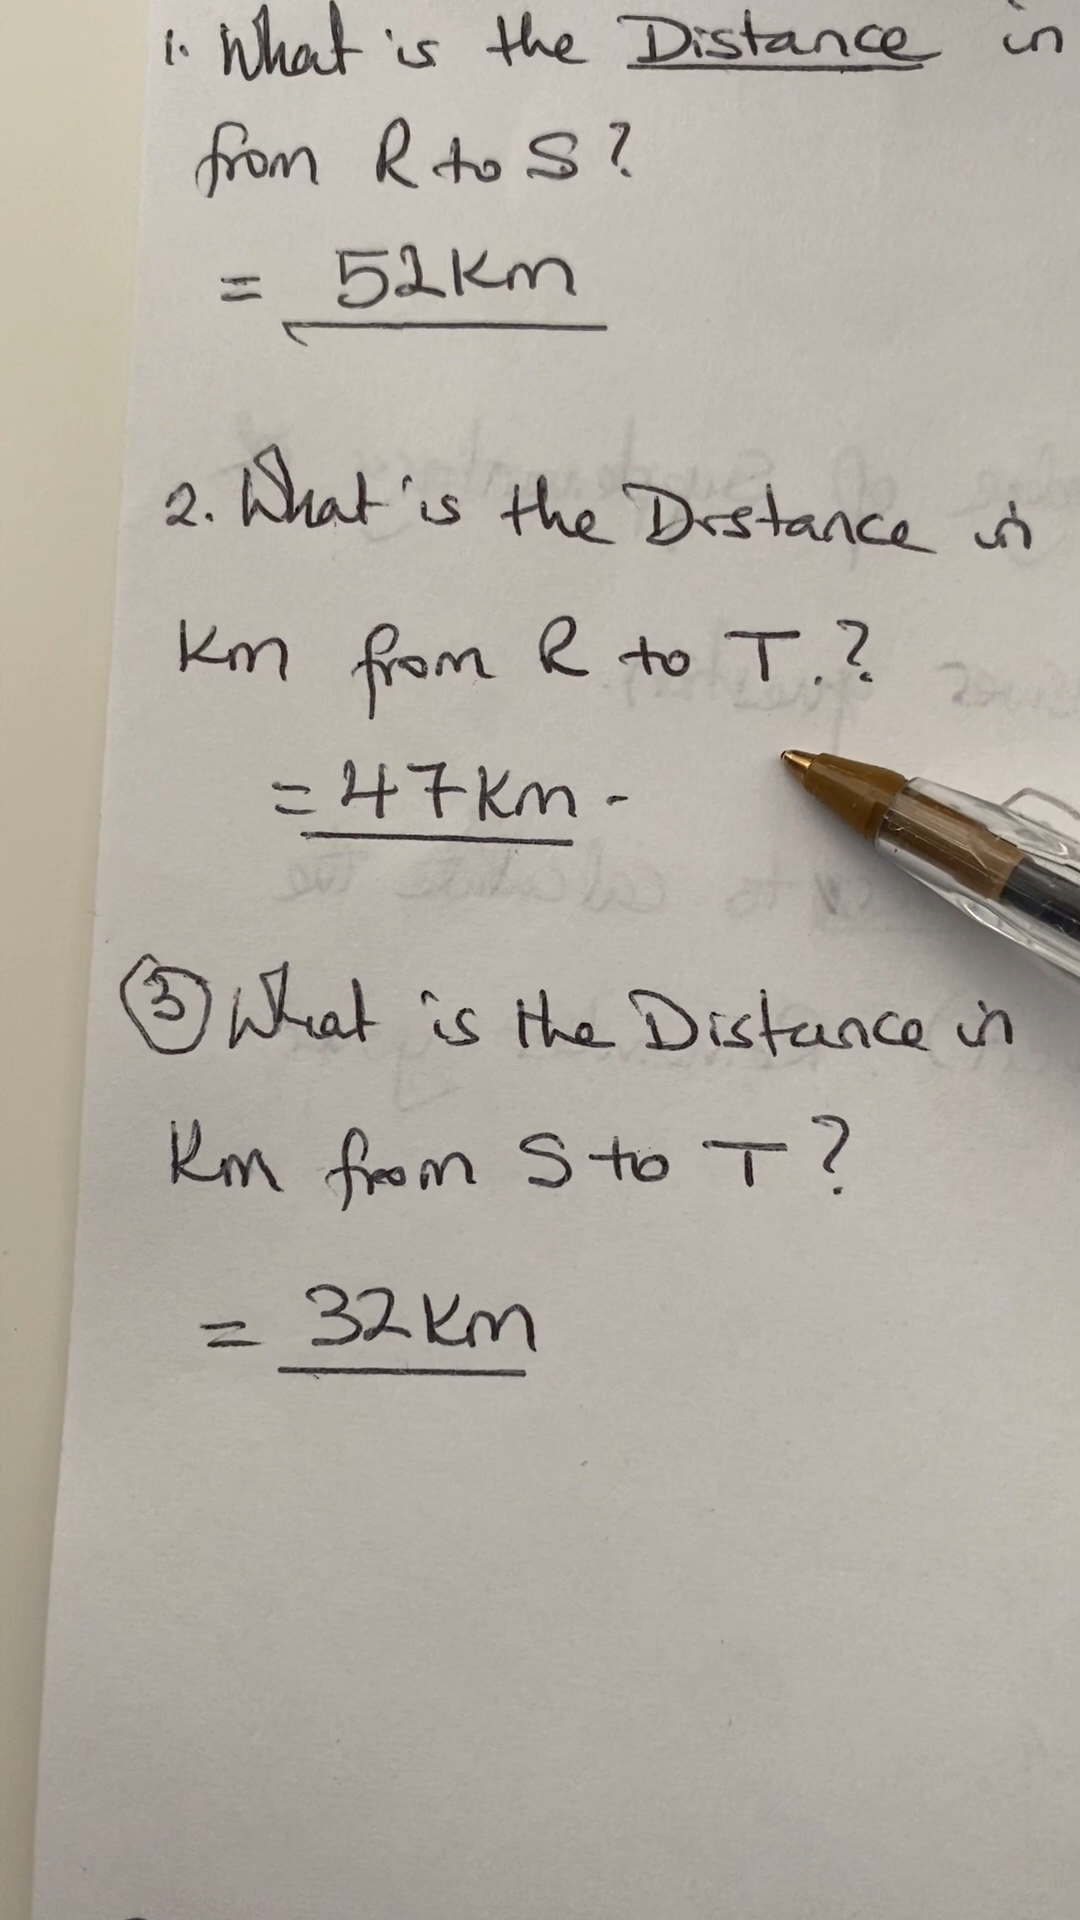 1. What is the Distance in
from R to S?
= 52km
2. What is the Distance in
Km from R to T.?
= 47km -
3 What is the Distance in
Km from S to T?
= 32km